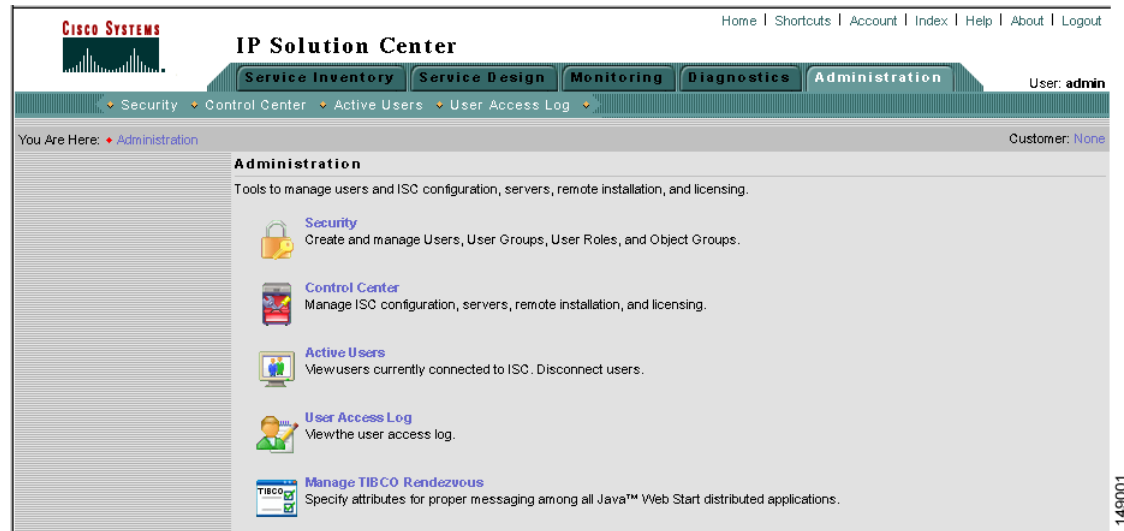 CISCO SYSTEMS
Home | Shortcuts | Account | Index | Help | About | Logout
IP Solution Center
Service Inventory Service Design Monitoring Diagnostics Administration
User: admin
Security Control Center Active Users User Access Log
You Are Here: Administration
Customer: None
Administration
Tools to manage users and ISC configuration, servers, remote installation, and licensing.
Security
Create and manage Users, User Groups, User Roles, and Object Groups.
Control Center
Manage ISC configuration, servers, remote installation, and licensing.
Active Users
View users currently connected to ISC. Disconnect users.
User Access Log
View the user access log.
TIBCO
Manage TIBCO Rendezvous
Specify attributes for proper messaging among all Java™ Web Start distributed applications.
149001